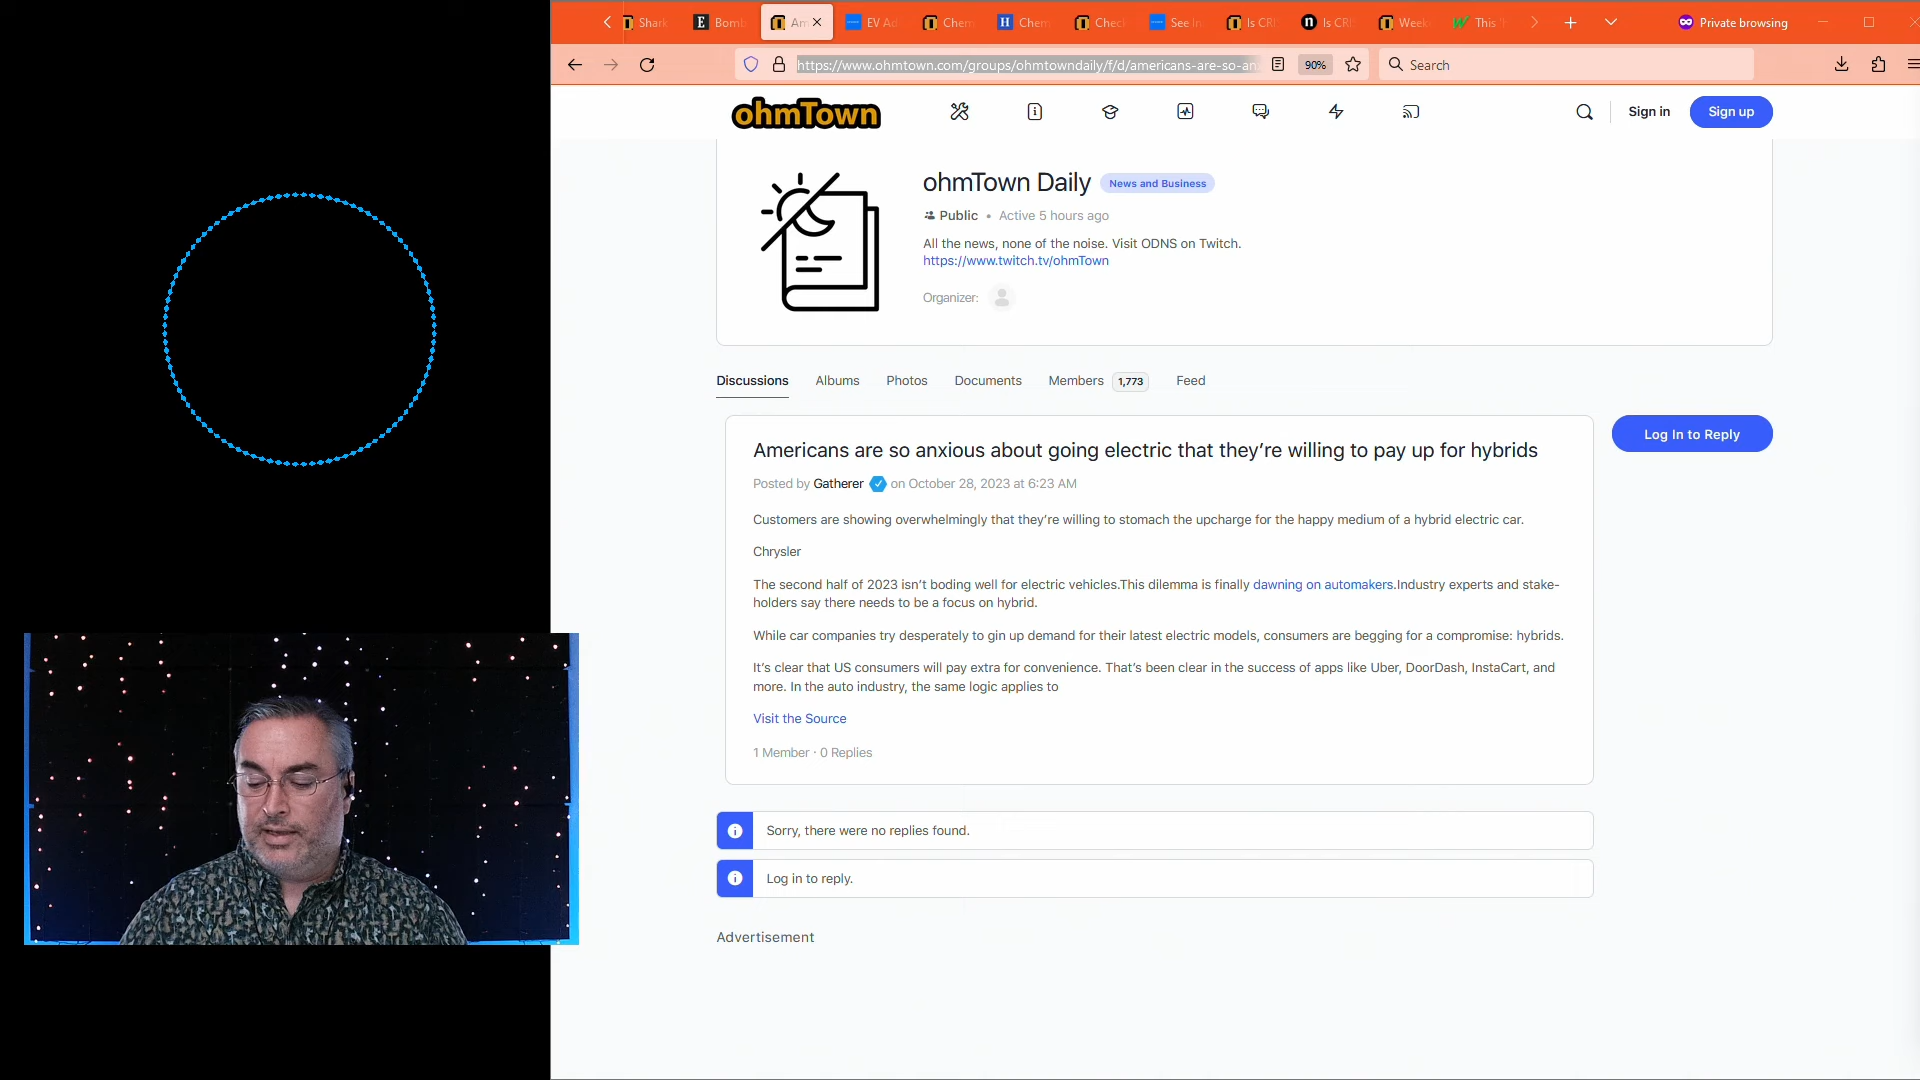 Shark
Bomb
Am
EV Ad
Chem
H Chem
Check
See In
Is CRI
n Is CRI
Week
This
Private browsing
https://www.ohmtown.com/groups/ohmtowndaily/f/d/americans-are-so-an
90%
Search
ohmTown
Sign in
Sign up
ohmTown Daily
News and Business
Public • Active 5 hours ago
All the news, none of the noise. Visit ODNS on Twitch.
https://www.twitch.tv/ohmTown
Organizer:
Discussions
Albums
Photos
Documents
Members 1,773
Feed
Americans are so anxious about going electric that they’re willing to pay up for hybrids
Log In to Reply
Posted by Gatherer on October 28, 2023 at 6:23 AM
Customers are showing overwhelmingly that they’re willing to stomach the upcharge for the happy medium of a hybrid electric car.
Chrysler
The second half of 2023 isn’t boding well for electric vehicles.This dilemma is finally dawning on automakers.Industry experts and stake-
holders say there needs to be a focus on hybrid.
While car companies try desperately to gin up demand for their latest electric models, consumers are begging for a compromise: hybrids.
It’s clear that US consumers will pay extra for convenience. That’s been clear in the success of apps like Uber, DoorDash, InstaCart, and
more. In the auto industry, the same logic applies to
Visit the Source
1 Member · 0 Replies
Sorry, there were no replies found.
Log in to reply.
Advertisement